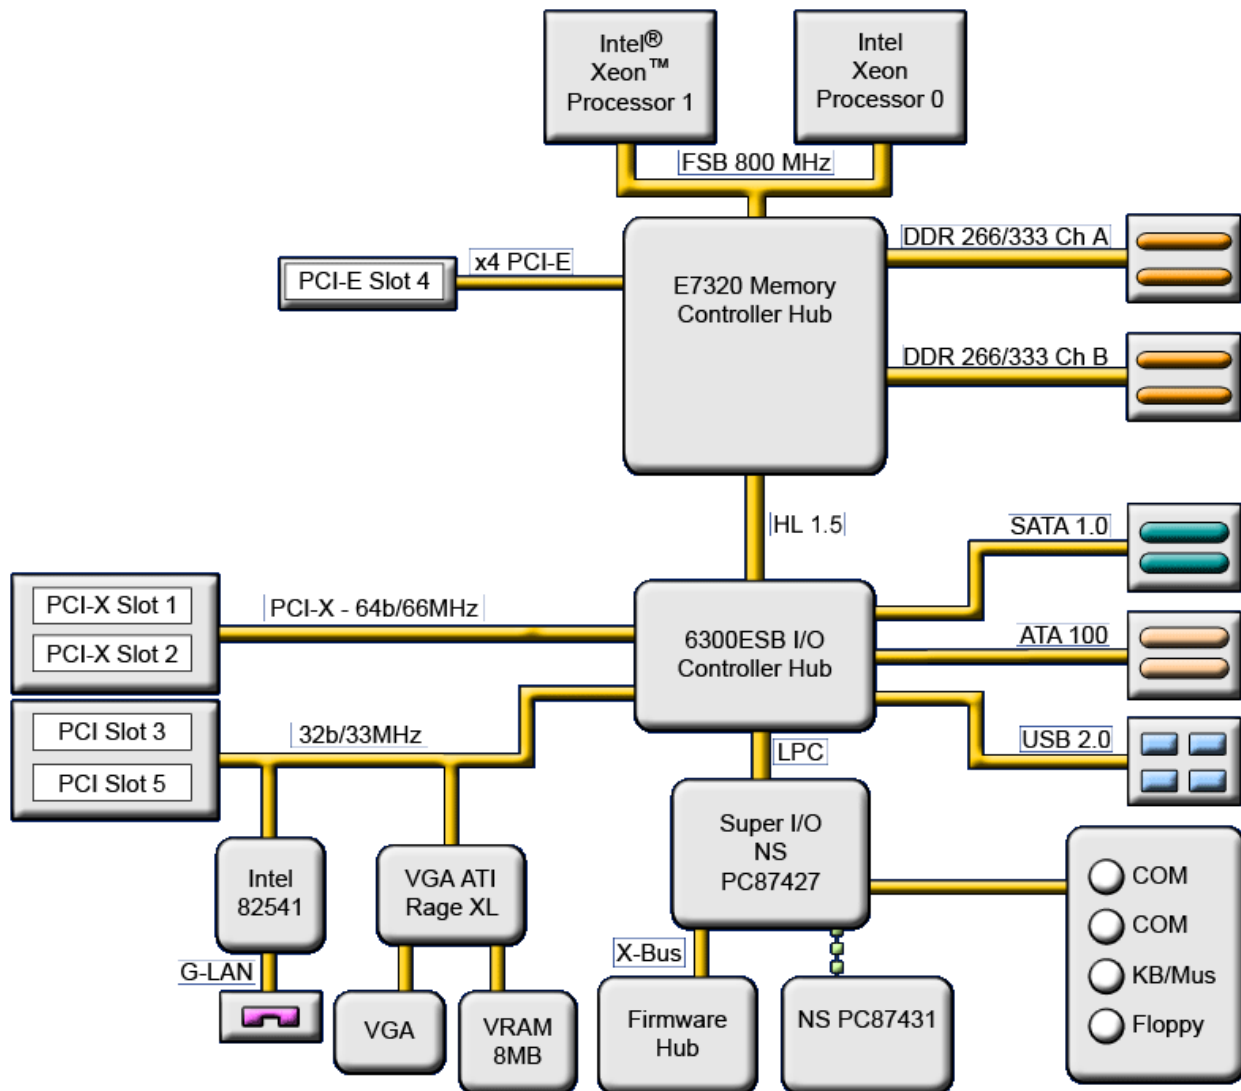 Intel®
Xeon™
Processor 1
Intel
Xeon
Processor 0
FSB 800 MHz
DDR 266/333 Ch A
x4 PCI-E
PCI-E Slot 4
E7320 Memory
Controller Hub
DDR 266/333 Ch B
HL 1.5
SATA 1.0
PCI-X Slot 1
PCI-X - 64b/66MHz
PCI-X Slot 2
6300ESB I/O
Controller Hub
ATA 100
PCI Slot 3
32b/33MHz
PCI Slot 5
LPC
USB 2.0
Super I/O
NS
PC87427
Intel
82541
VGA ATI
Rage XL
COM
COM
KB/Mus
Floppy
G-LAN
X-Bus
VGA
VRAM
8MB
Firmware
Hub
NS PC87431